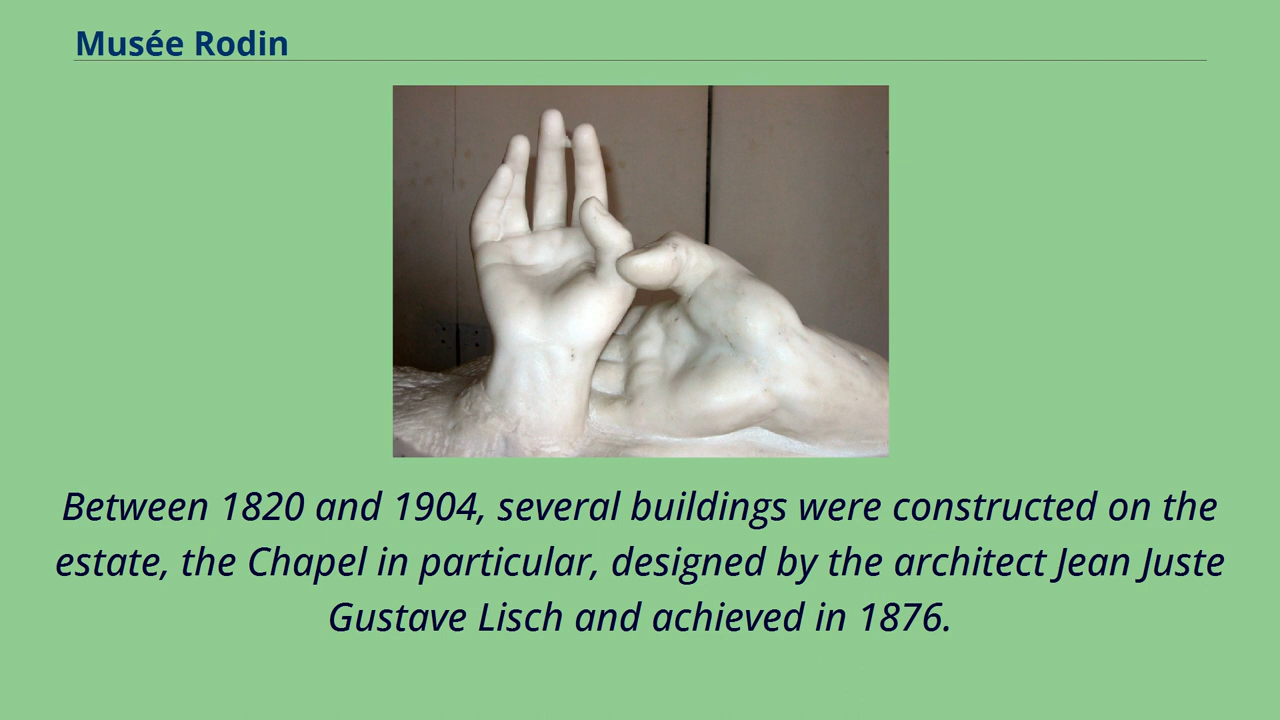 Musée Rodin
Between 1820 and 1904, several buildings were constructed on the
estate, the Chapel in particular, designed by the architect Jean Juste
Gustave Lisch and achieved in 1876.